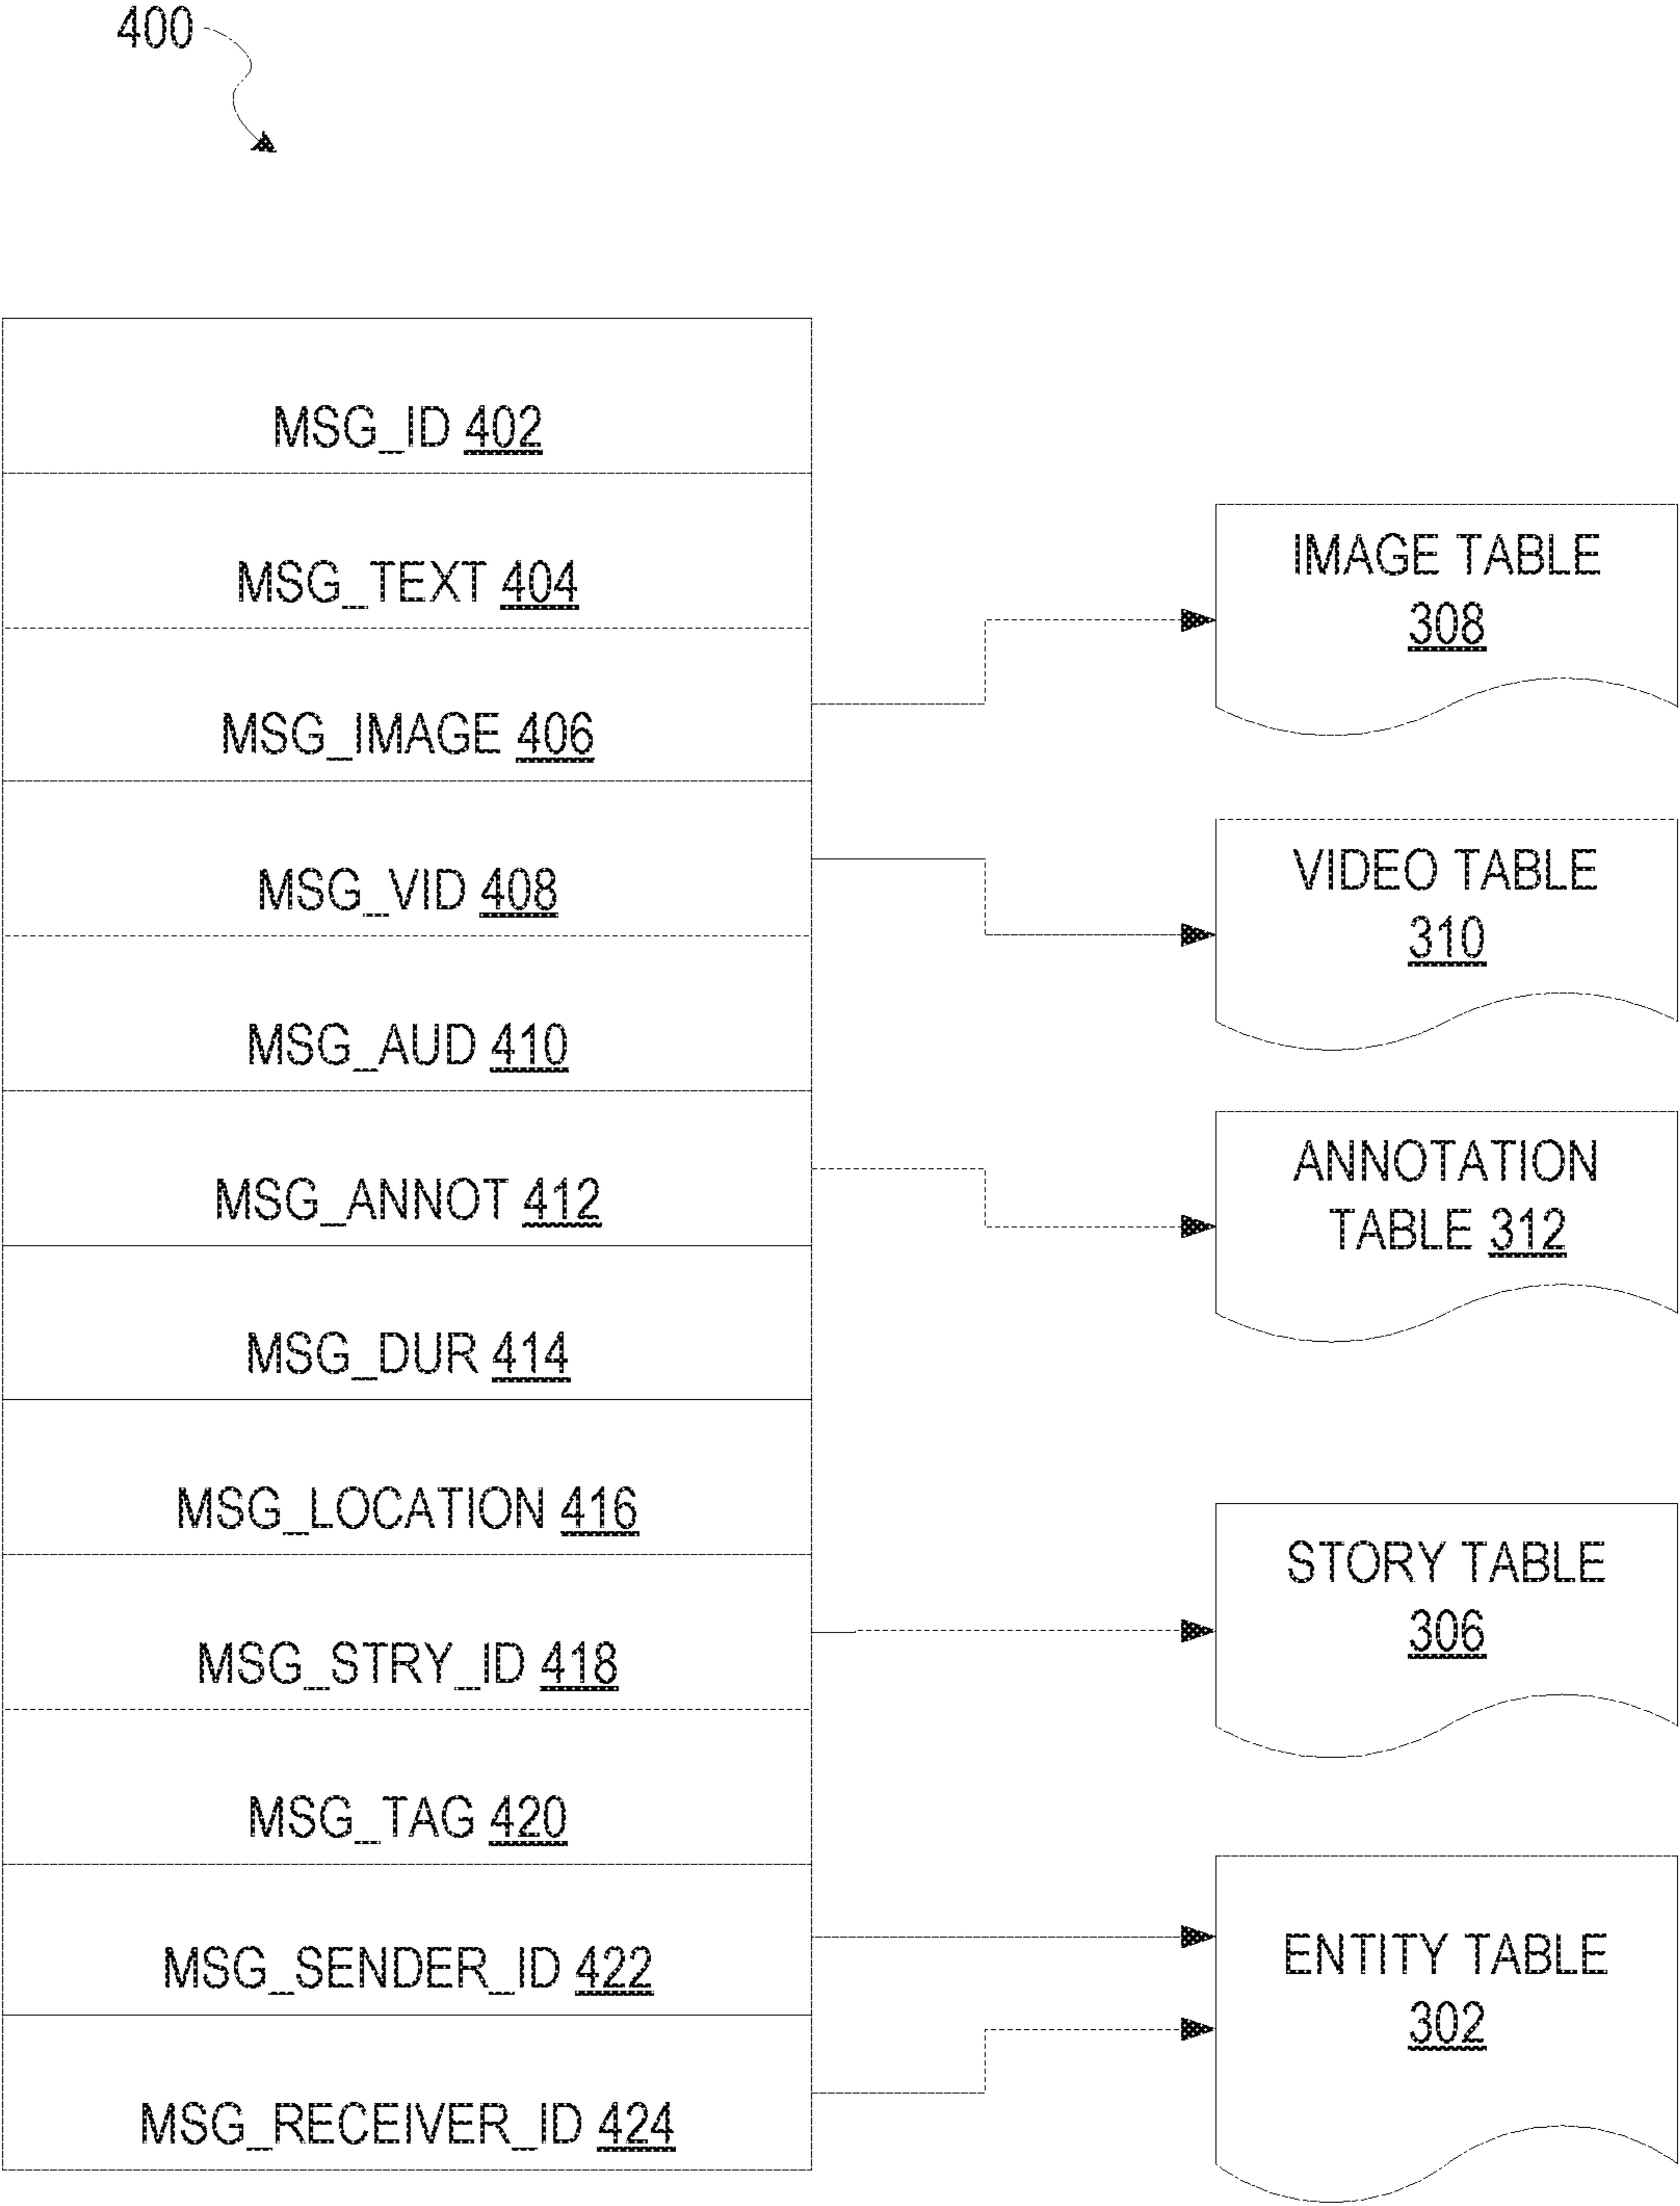 400
MSG_ID 402
MSG_TEXT 404
MSG_IMAGE 406
MSG_VID 408
MSG_AUD 410
MSG_ANNOT 412
MSG_DUR 414
MSG_LOCATION 416
MSG_STRY_ID 418
MSG_TAG 420
MSG_SENDER_ID 422
MSG_RECEIVER_ID 424
IMAGE TABLE
308
VIDEO TABLE
310
ANNOTATION
TABLE 312
STORY TABLE
306
ENTITY TABLE
302